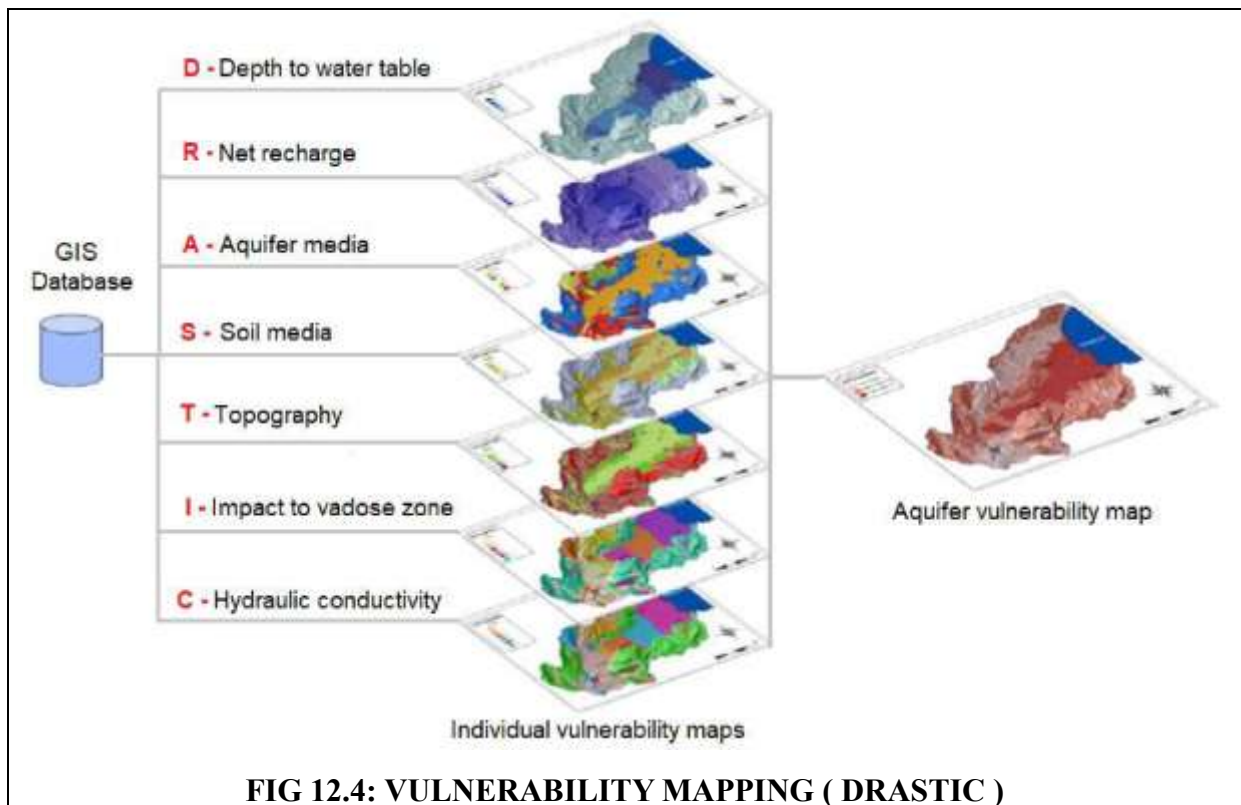 D - Depth to water table
R - Net recharge
A - Aquifer media
GIS
Database
S - Soil media
T - Topography
I - Impact to vadose zone
C - Hydraulic conductivity
Individual vulnerability maps
Aquifer vulnerability map
FIG 12.4: VULNERABILITY MAPPING ( DRASTIC )